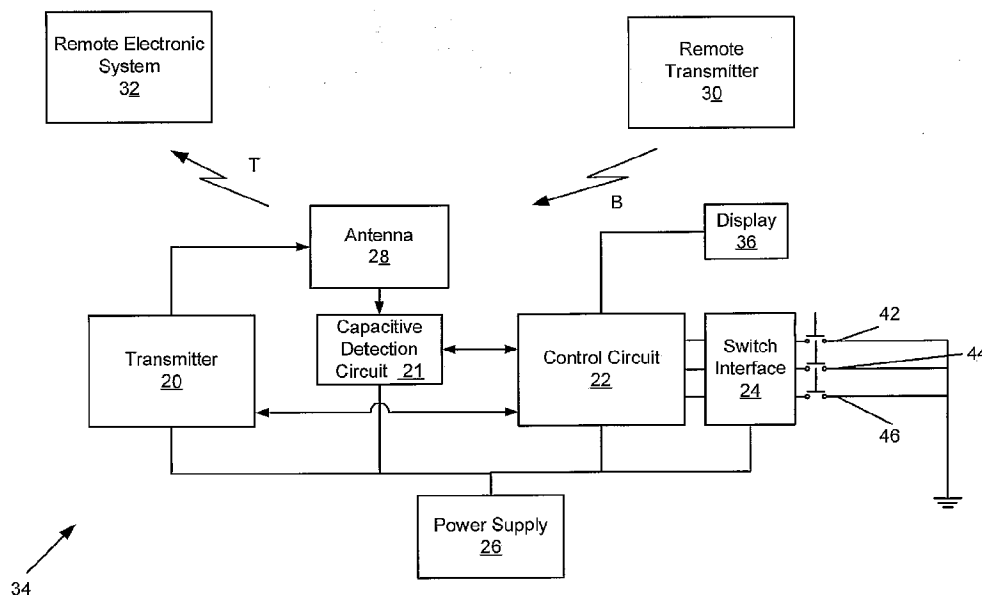 Remote Electronic
System
32
Remote
Transmitter
30
T
B
Antenna
28
Display
36
Transmitter
20
Capacitive
Detection
Circuit 21
Control Circuit
22
Switch
Interface
24
42
44
46
Power Supply
26
34